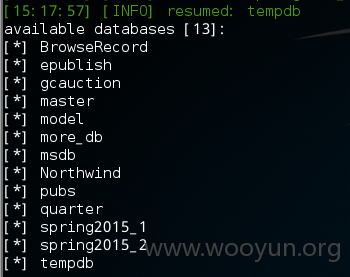 [15:17:57] [INFO] resumed: tempdb
available databases [13]:
[*] BrowseRecord
[*] epublish
[*] gcauction
[*] master
[*] model
[*] more_db
[*] msdb
[*] Northwind
[*] pubs
[*] quarter
[*] spring2015_1
[*] spring2015_2
[*] tempdb
www.wooyun.org